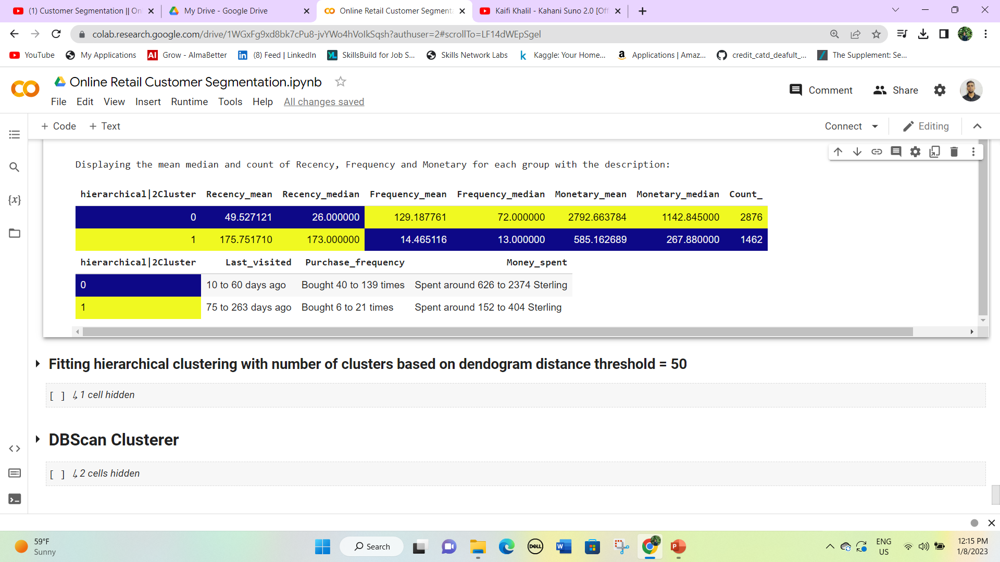 (1) Customer Segmentation || On
My Drive - Google Drive
Online Retail Customer Segmenta
Kaifi Khalil - Kahani Suno 2.0 [Off
colab.research.google.com/drive/1WGxFg9xd8bk7cPu8-jvYWo4hVoIkSqsh?authuser=2#scrollTo=LF14dWEpSgeI
YouTube My Applications Grow - AlmaBetter (8) Feed | LinkedIn SkillsBuild for Job S... Skills Network Labs Kaggle: Your Home... Applications | Amaz... credit_catd_deafult_... The Supplement: Se...
Online Retail Customer Segmentation.ipynb
Comment Share
File Edit View Insert Runtime Tools Help All changes saved
+ Code + Text Connect Editing
Displaying the mean median and count of Recency, Frequency and Monetary for each group with the description:
hierarchical|2Cluster Recency_mean Recency_median Frequency_mean Frequency_median Monetary_mean Monetary_median Count_
0 49.527121 26.000000 129.187761 72.000000 2792.663784 1142.845000 2876
1 175.751710 173.000000 14.465116 13.000000 585.162689 267.880000 1462
hierarchical|2Cluster Last_visited Purchase_frequency Money_spent
0 10 to 60 days ago Bought 40 to 139 times Spent around 626 to 2374 Sterling
1 75 to 263 days ago Bought 6 to 21 times Spent around 152 to 404 Sterling
Fitting hierarchical clustering with number of clusters based on dendogram distance threshold = 50
[ ] ↳ 1 cell hidden
DBScan Clusterer
[ ] ↳ 2 cells hidden
59°F
Sunny
Search
DELL
ENG
US
12:15 PM
1/8/2023